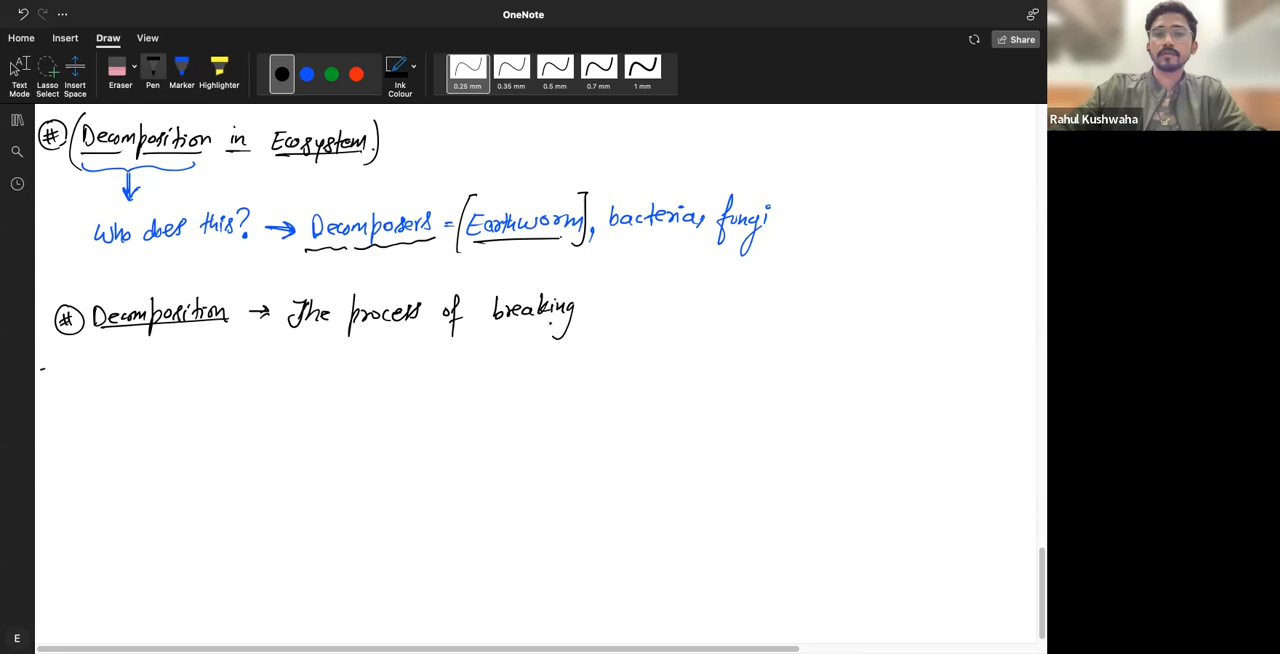 OneNote
Home Insert Draw View
Share
Text Mode Lasso Select Insert Space Eraser Pen Marker Highlighter Ink Colour 0.25 mm 0.35 mm 0.5 mm 0.7 mm 1 mm
Rahul Kushwaha
# (Decomposition in Ecosystem.)
Who does this? → Decomposers = [Earthworm], bacteria, fungi
# Decomposition → The process of breaking
E